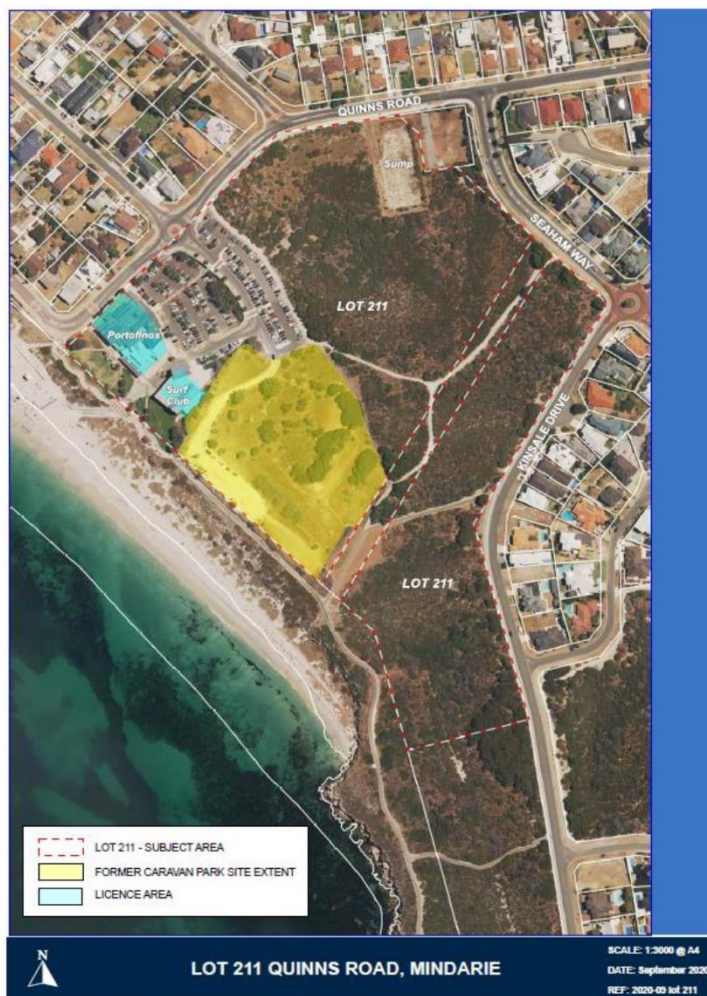 QUINNS ROAD
Sump
SEAHAM WAY
LOT 211
Portofinos
Surf
Club
KINSALE DRIVE
LOT 211
LOT 211 - SUBJECT AREA
FORMER CARAVAN PARK SITE EXTENT
LICENCE AREA
N
LOT 211 QUINNS ROAD, MINDARIE
SCALE: 1:3000 @ A4
DATE: September 2020
REF: 2020-09 lot 211